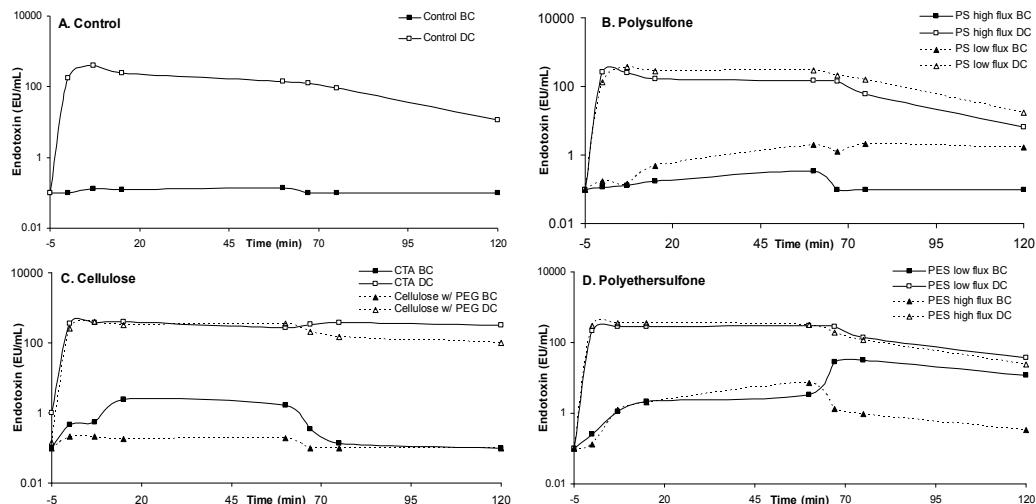 A. Control
Control BC
Control DC
Endotoxin (EU/mL)
10000
100
1
0.01
-5 20 45 Time (min) 70 95 120
B. Polysulfone
PS high flux BC
PS high flux DC
PS low flux BC
PS low flux DC
Endotoxin (EU/mL)
10000
100
1
0.01
-5 20 45 Time (min) 70 95 120
C. Cellulose
CTA BC
CTA DC
Cellulose w/ PEG BC
Cellulose w/ PEG DC
Endotoxin (EU/mL)
10000
100
1
0.01
-5 20 45 Time (min) 70 95 120
D. Polyethersulfone
PES low flux BC
PES low flux DC
PES high flux BC
PES high flux DC
Endotoxin (EU/mL)
10000
100
1
0.01
-5 20 45 Time (min) 70 95 120